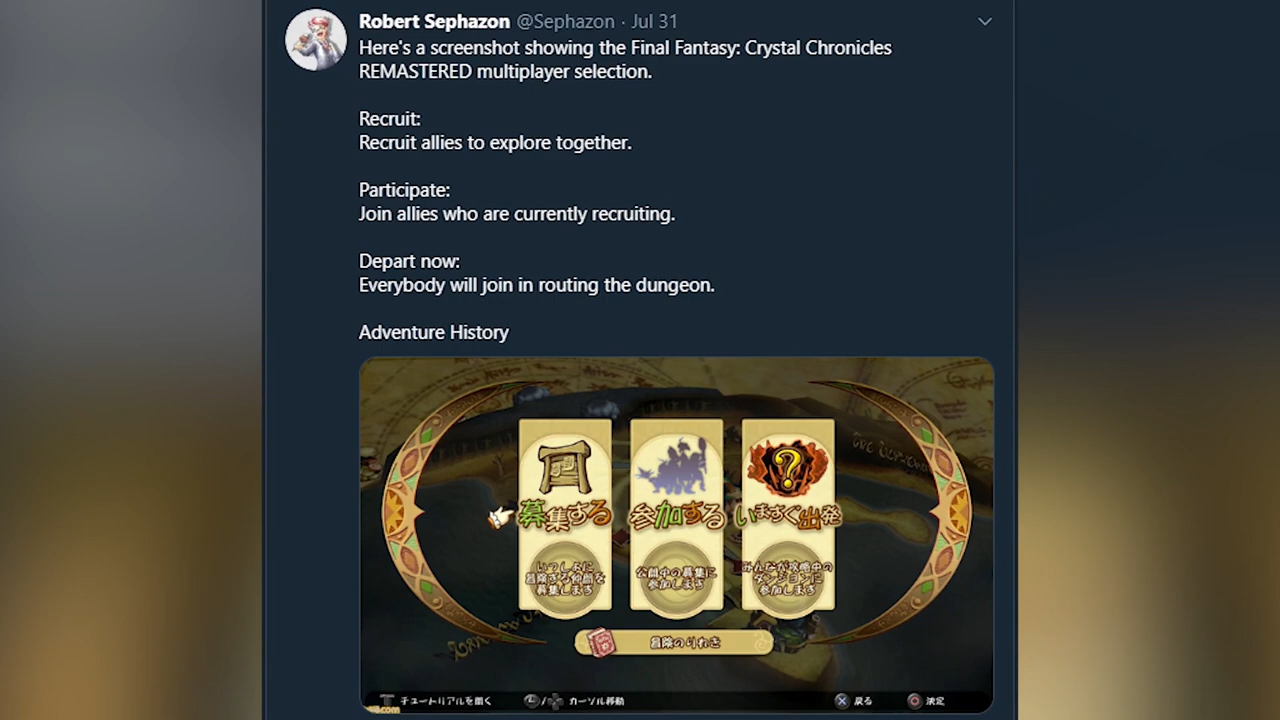 Robert Sephazon @Sephazon · Jul 31
Here's a screenshot showing the Final Fantasy: Crystal Chronicles
REMASTERED multiplayer selection.
Recruit:
Recruit allies to explore together.
Participate:
Join allies who are currently recruiting.
Depart now:
Everybody will join in routing the dungeon.
Adventure History
募集する
いっしょに
冒険する仲間を
募集します
参加する
公開中の募集に
参加します
いますぐ出発
みんなが攻略中の
ダンジョンに
参加します
冒険のりれき
チュートリアルを開く
カーソル移動
戻る
決定
.com